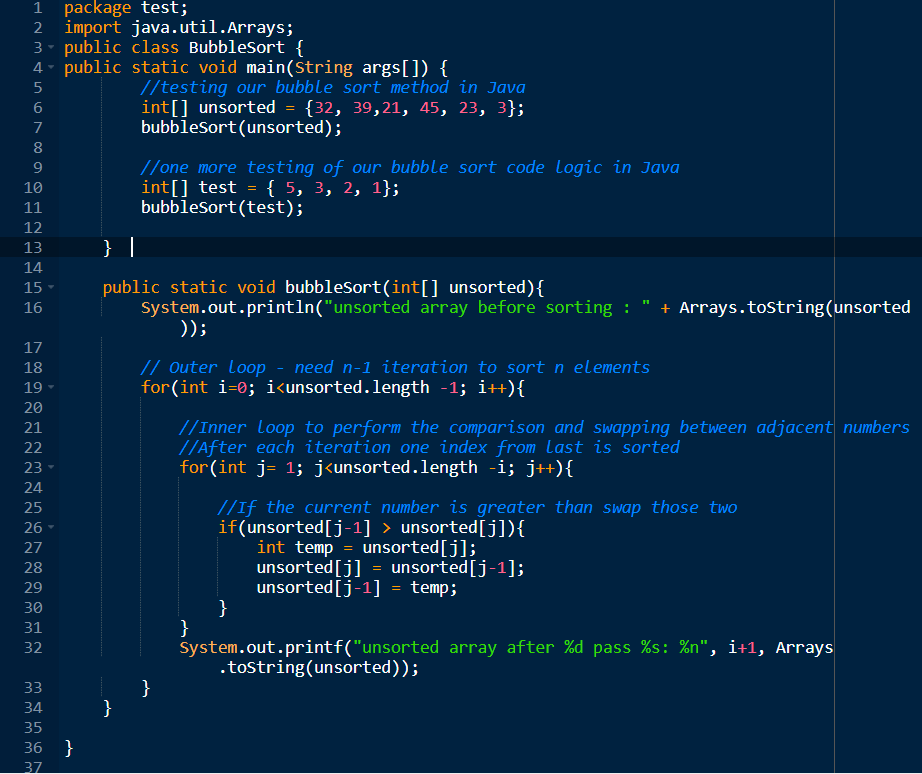 1 package test;
2 import java.util.Arrays;
3 public class BubbleSort {
4 public static void main(String args[]) {
5 //testing our bubble sort method in Java
6 int[] unsorted = {32, 39,21, 45, 23, 3};
7 bubbleSort(unsorted);
8
9 //one more testing of our bubble sort code logic in Java
10 int[] test = { 5, 3, 2, 1};
11 bubbleSort(test);
12
13 }
14
15 public static void bubbleSort(int[] unsorted){
16 System.out.println("unsorted array before sorting : " + Arrays.toString(unsorted
));
17
18 // Outer loop - need n-1 iteration to sort n elements
19 for(int i=0; i<unsorted.length -1; i++){
20
21 //Inner loop to perform the comparison and swapping between adjacent numbers
22 //After each iteration one index from last is sorted
23 for(int j= 1; j<unsorted.length -i; j++){
24
25 //If the current number is greater than swap those two
26 if(unsorted[j-1] > unsorted[j]){
27 int temp = unsorted[j];
28 unsorted[j] = unsorted[j-1];
29 unsorted[j-1] = temp;
30 }
31 }
32 System.out.printf("unsorted array after %d pass %s: %n", i+1, Arrays
.toString(unsorted));
33 }
34 }
35
36 }
37